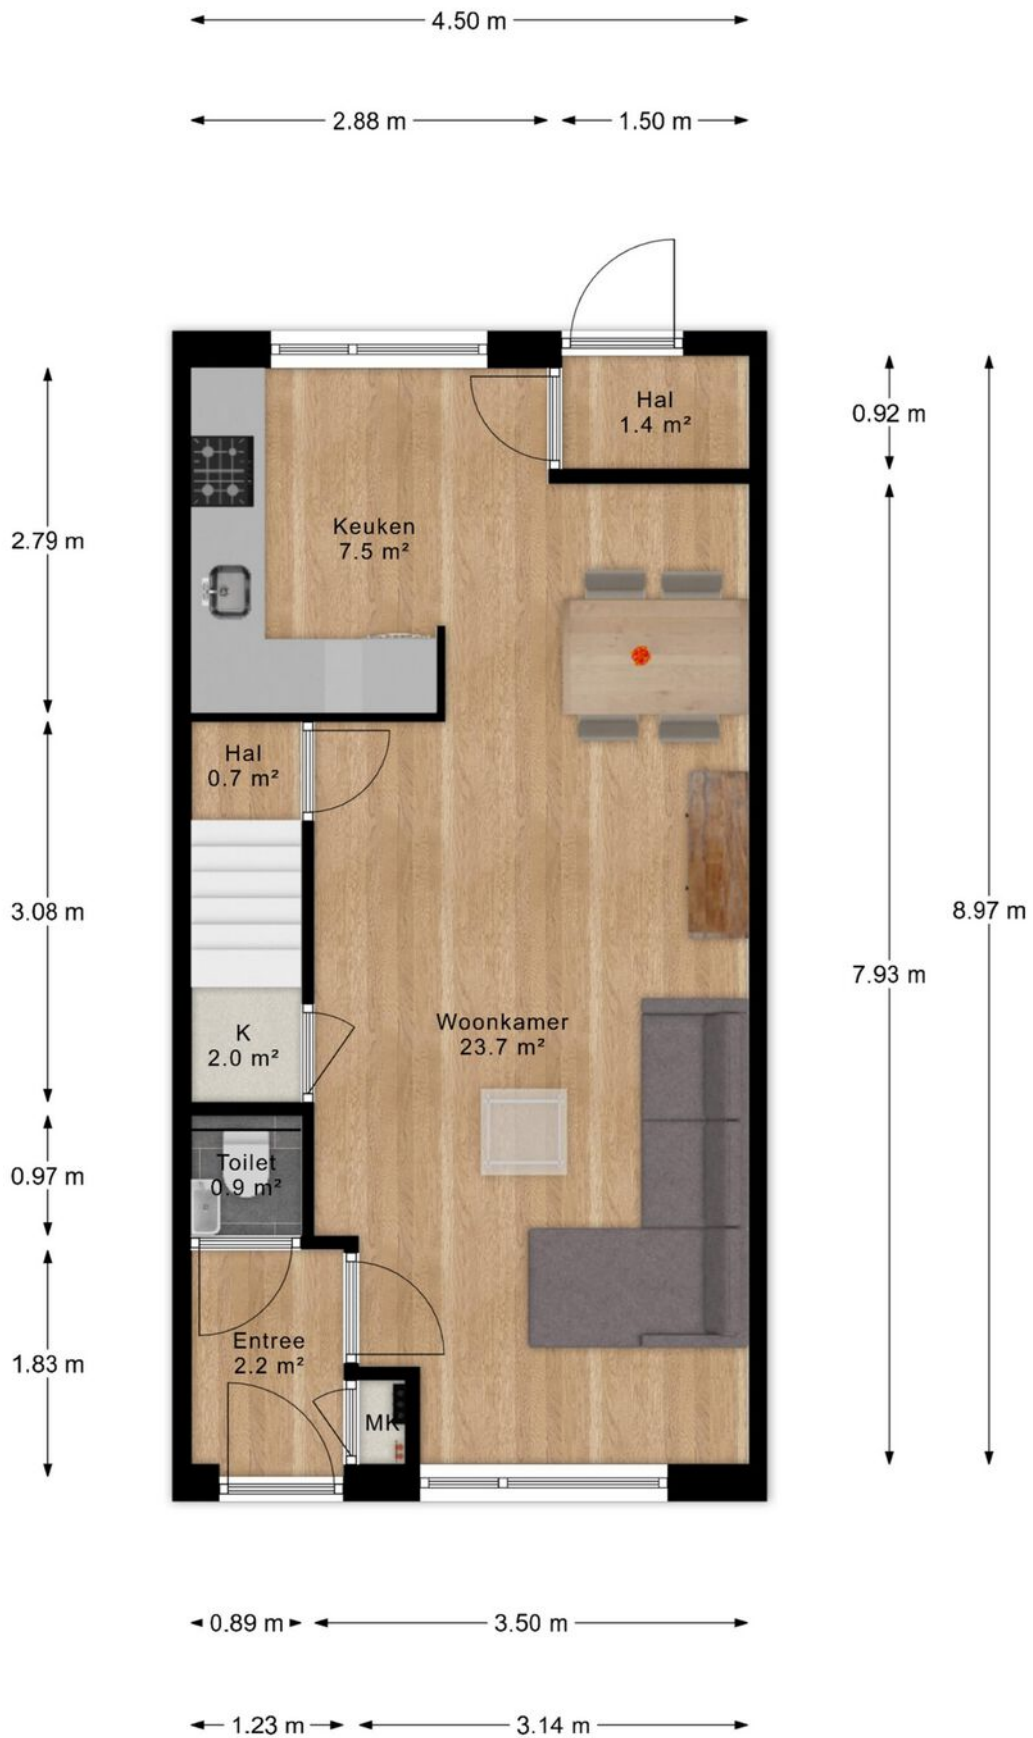 4.50 m
2.88 m
1.50 m
Hal
1.4 m²
0.92 m
Keuken
7.5 m²
2.79 m
Hal
0.7 m²
3.08 m
8.97 m
7.93 m
Woonkamer
23.7 m²
K
2.0 m²
Toilet
0.9 m²
0.97 m
Entree
2.2 m²
1.83 m
MK
0.89 m
3.50 m
1.23 m
3.14 m